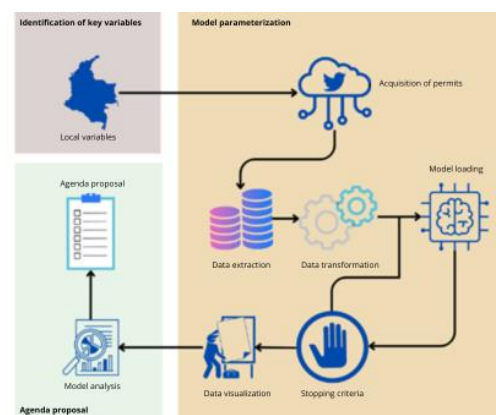 Identification of key variables
Model parameterization
Local variables
Acquisition of permits
Agenda proposal
Model loading
Data extraction
Data transformation
Model analysis
Data visualization
Stopping criteria
Agenda proposal